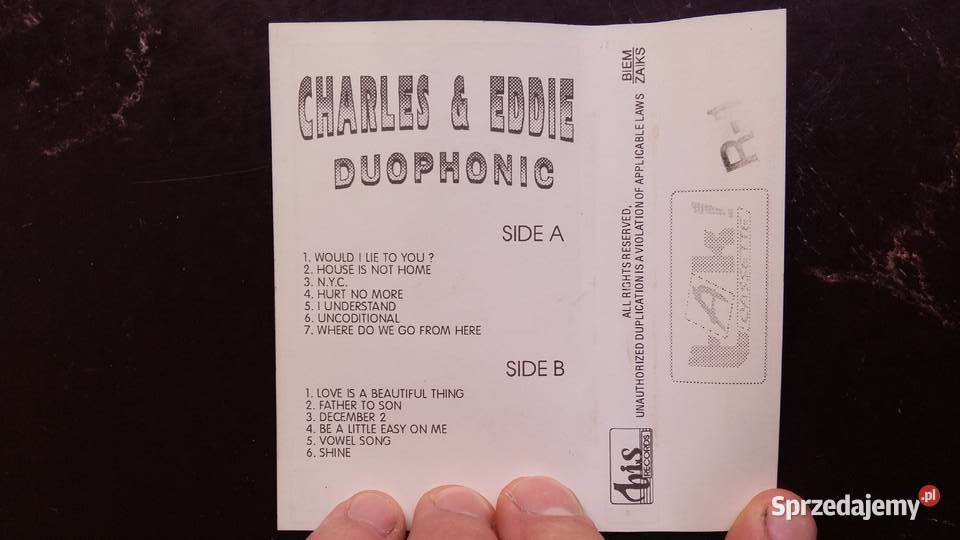 CHARLES & EDDIE
DUOPHONIC
SIDE A
1. WOULD I LIE TO YOU ?
2. HOUSE IS NOT HOME
3. N.Y.C.
4. HURT NO MORE
5. I UNDERSTAND
6. UNCODITIONAL
7. WHERE DO WE GO FROM HERE
SIDE B
1. LOVE IS A BEAUTIFUL THING
2. FATHER TO SON
3. DECEMBER 2
4. BE A LITTLE EASY ON ME
5. VOWEL SONG
6. SHINE
ALL RIGHTS RESERVED,
UNAUTHORIZED DUPLICATION IS A VIOLATION OF APPLICABLE LAWS
BIEM
ZAIKS
RECORDS
R-1
tAk!
CASSETTE
Sprzedajemy.pl